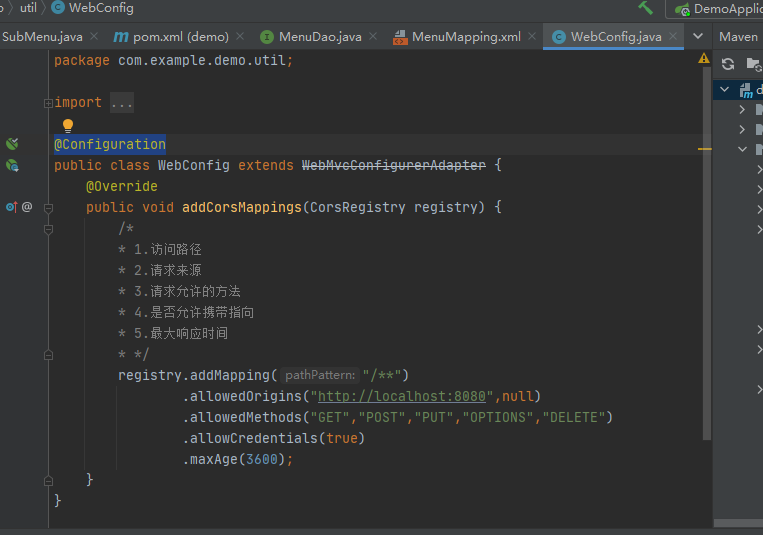 util > WebConfig
DemoApplic
SubMenu.java
pom.xml (demo)
MenuDao.java
MenuMapping.xml
WebConfig.java
Maven
package com.example.demo.util;
import ...
@Configuration
public class WebConfig extends WebMvcConfigurerAdapter {
@Override
public void addCorsMappings(CorsRegistry registry) {
/*
* 1.访问路径
* 2.请求来源
* 3.请求允许的方法
* 4.是否允许携带指向
* 5.最大响应时间
* */
registry.addMapping( pathPattern: "/**")
.allowedOrigins("http://localhost:8080",null)
.allowedMethods("GET","POST","PUT","OPTIONS","DELETE")
.allowCredentials(true)
.maxAge(3600);
}
}